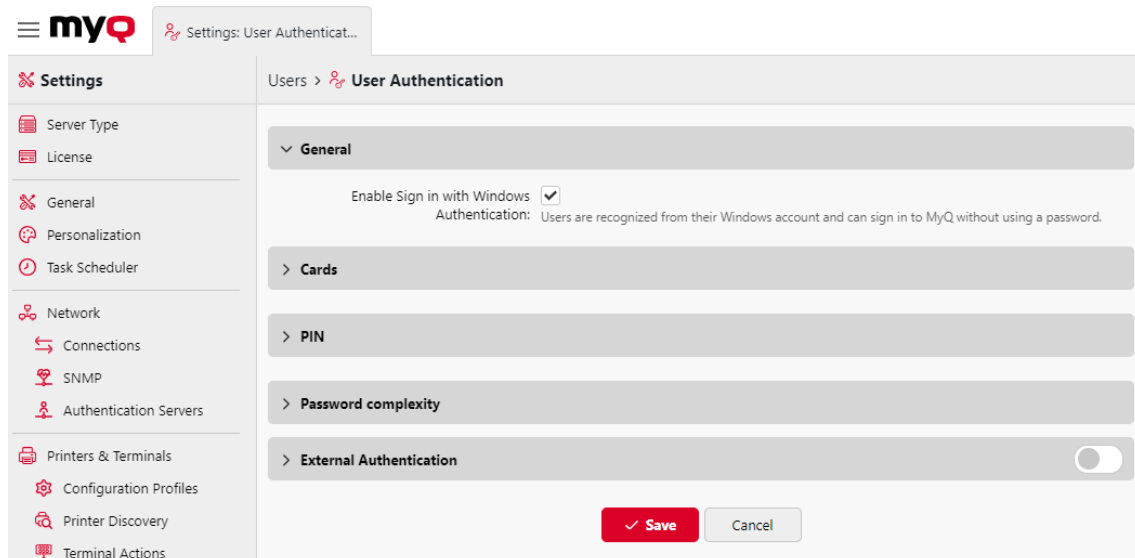 myQ
Settings: User Authenticat...
Settings
Users > User Authentication
Server Type
License
General
Personalization
Task Scheduler
Network
Connections
SNMP
Authentication Servers
Printers & Terminals
Configuration Profiles
Printer Discovery
Terminal Actions
General
Enable Sign in with Windows
Authentication:
Users are recognized from their Windows account and can sign in to MyQ without using a password.
Cards
PIN
Password complexity
External Authentication
Save
Cancel